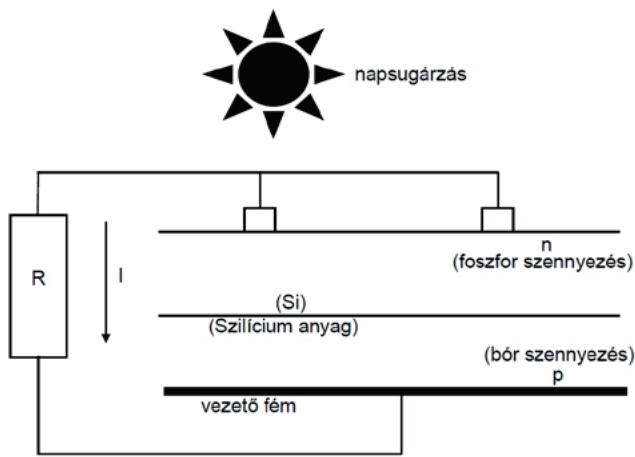 napsugárzás
R
I
n
(foszfor szennyezés)
(Si)
(Szilícium anyag)
(bór szennyezés)
p
vezető fém